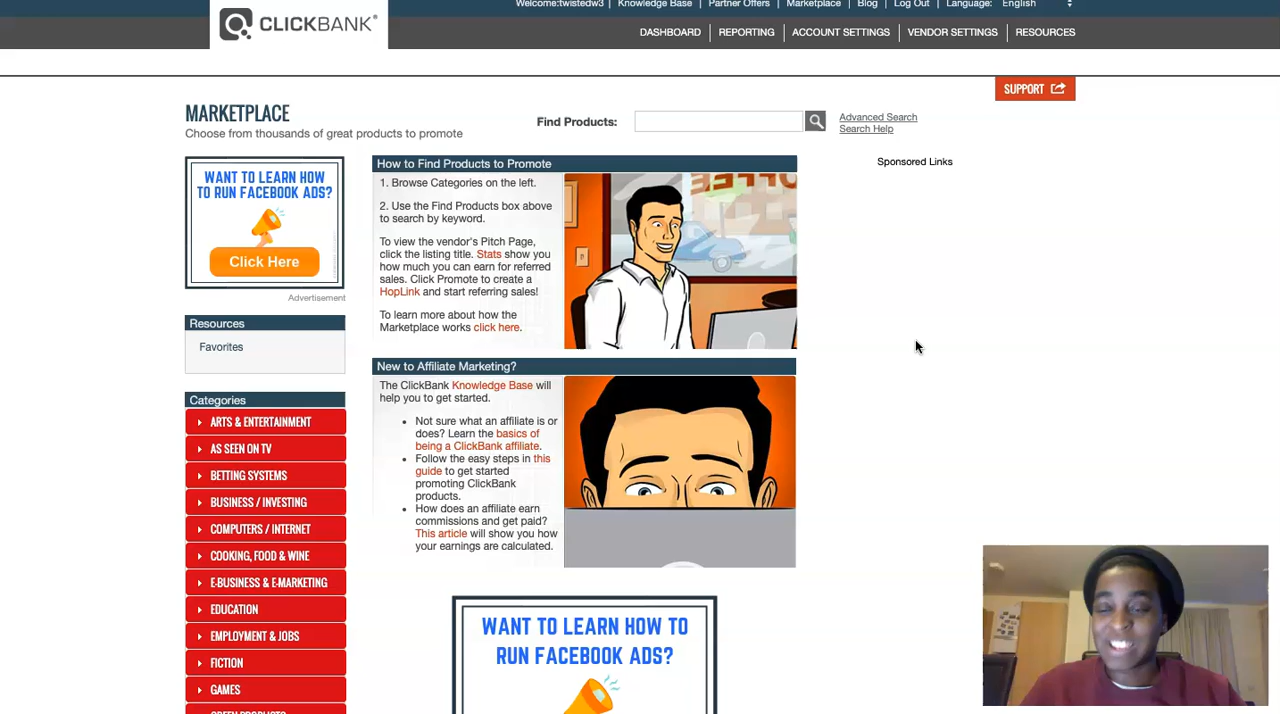 Welcome:twistedw3 | Knowledge Base | Partner Offers | Marketplace | Blog | Log Out | Language: English
CLICKBANK®
DASHBOARD | REPORTING | ACCOUNT SETTINGS | VENDOR SETTINGS | RESOURCES
SUPPORT
MARKETPLACE
Choose from thousands of great products to promote
Find Products:
Advanced Search
Search Help
WANT TO LEARN HOW
TO RUN FACEBOOK ADS?
Click Here
Advertisement
Resources
Favorites
Categories
ARTS & ENTERTAINMENT
AS SEEN ON TV
BETTING SYSTEMS
BUSINESS / INVESTING
COMPUTERS / INTERNET
COOKING, FOOD & WINE
E-BUSINESS & E-MARKETING
EDUCATION
EMPLOYMENT & JOBS
FICTION
GAMES
GREEN PRODUCTS
How to Find Products to Promote
1. Browse Categories on the left.
2. Use the Find Products box above
to search by keyword.
To view the vendor's Pitch Page,
click the listing title. Stats show you
how much you can earn for referred
sales. Click Promote to create a
HopLink and start referring sales!
To learn more about how the
Marketplace works click here.
New to Affiliate Marketing?
The ClickBank Knowledge Base will
help you to get started.
• Not sure what an affiliate is or
does? Learn the basics of
being a ClickBank affiliate.
• Follow the easy steps in this
guide to get started
promoting ClickBank
products.
• How does an affiliate earn
commissions and get paid?
This article will show you how
your earnings are calculated.
WANT TO LEARN HOW TO
RUN FACEBOOK ADS?
Sponsored Links